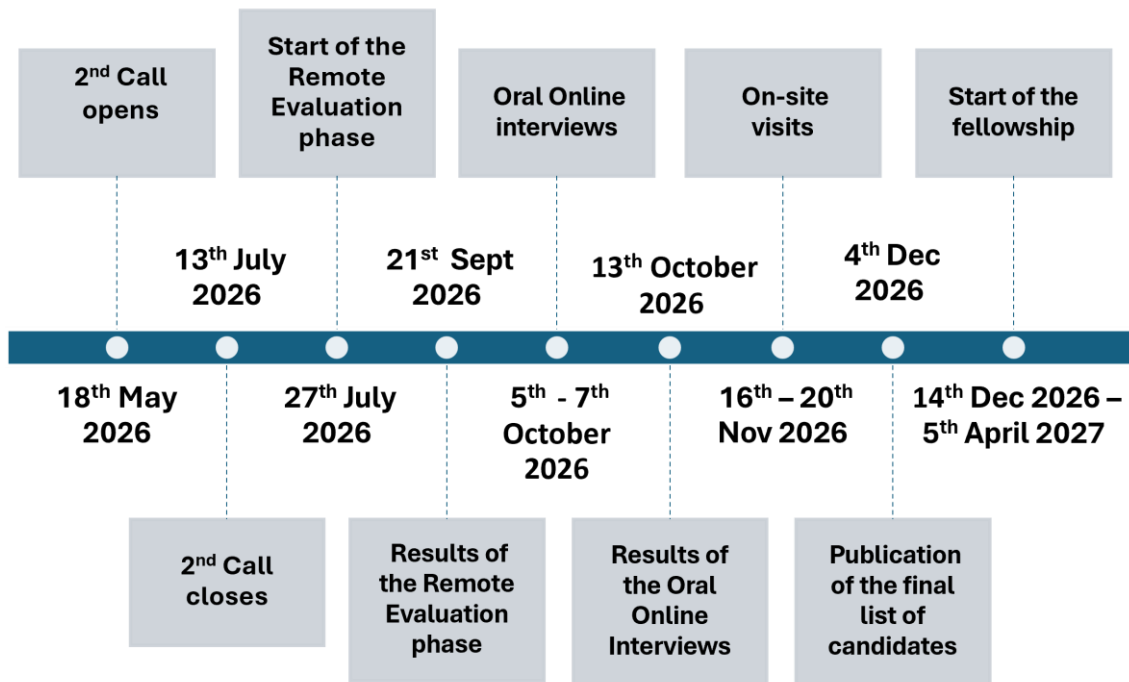 2nd Call
opens
Start of the
Remote
Evaluation
phase
Oral Online
interviews
On-site
visits
Start of the
fellowship
13th July
2026
21st Sept
2026
13th October
2026
4th Dec
2026
18th May
2026
27th July
2026
5th - 7th
October
2026
16th – 20th
Nov 2026
14th Dec 2026 –
5th April 2027
2nd Call
closes
Results of
the Remote
Evaluation
phase
Results of
the Oral
Online
Interviews
Publication
of the final
list of
candidates